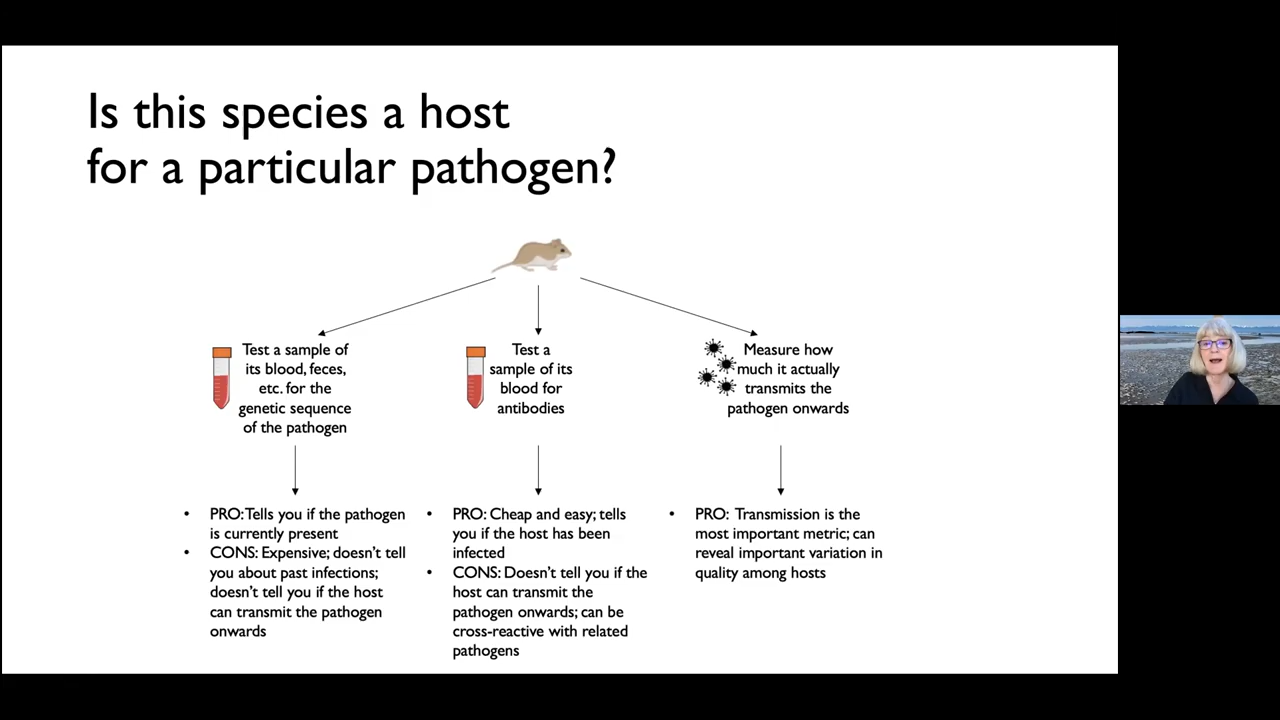 Is this species a host
for a particular pathogen?
Test a sample of
its blood, feces,
etc. for the
genetic sequence
of the pathogen
Test a
sample of its
blood for
antibodies
Measure how
much it actually
transmits the
pathogen onwards
• PRO: Tells you if the pathogen
is currently present
• CONS: Expensive; doesn’t tell
you about past infections;
doesn’t tell you if the host
can transmit the pathogen
onwards
• PRO: Cheap and easy; tells
you if the host has been
infected
• CONS: Doesn’t tell you if the
host can transmit the
pathogen onwards; can be
cross-reactive with related
pathogens
• PRO: Transmission is the
most important metric; can
reveal important variation in
quality among hosts